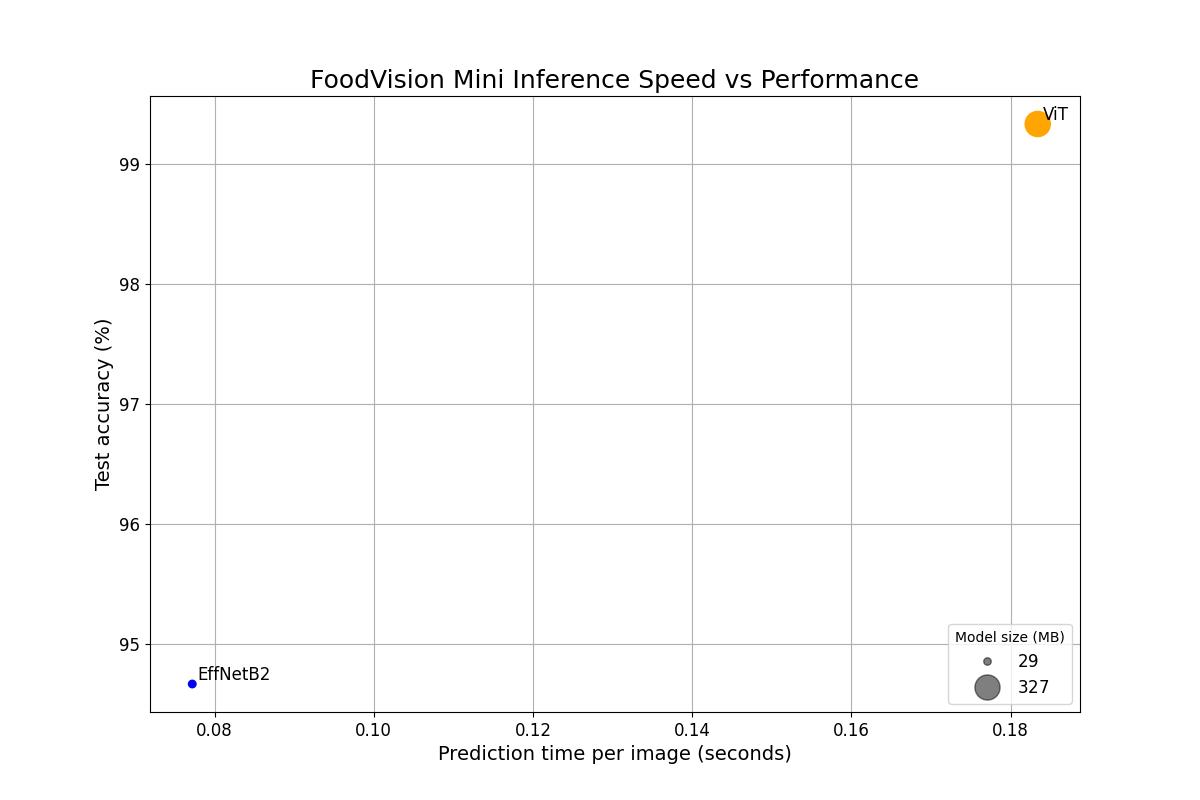 FoodVision Mini Inference Speed vs Performance
ViT
99
98
97
96
95
Test accuracy (%)
EffNetB2
Model size (MB)
29
327
0.08 0.10 0.12 0.14 0.16 0.18
Prediction time per image (seconds)